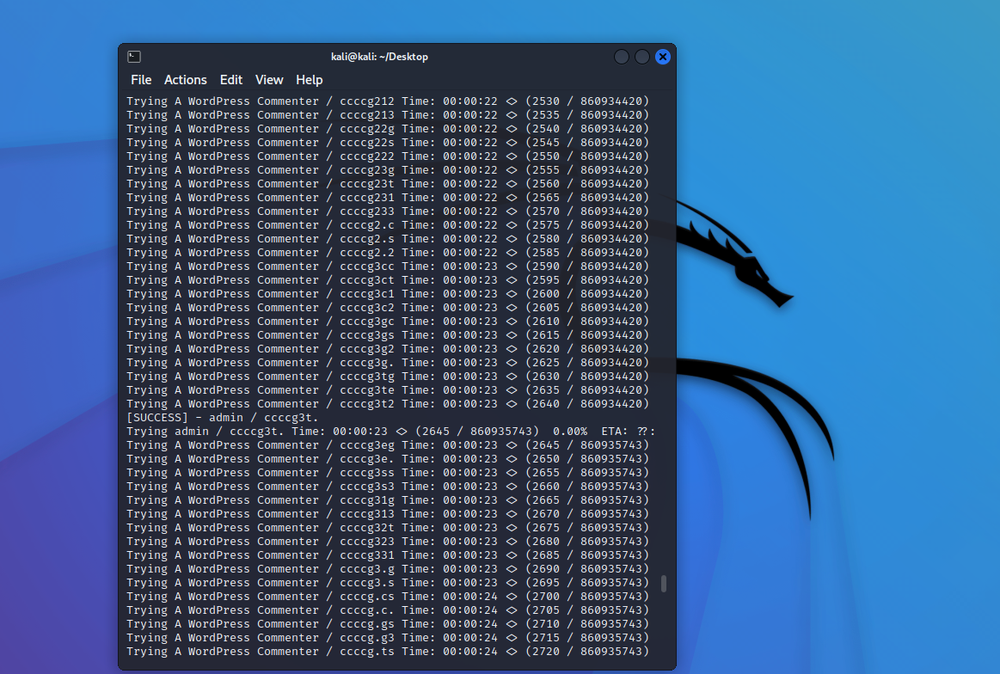 kali@kali: ~/Desktop
File Actions Edit View Help
Trying A WordPress Commenter / ccccg212 Time: 00:00:22 <> (2530 / 860934420)
Trying A WordPress Commenter / ccccg213 Time: 00:00:22 <> (2535 / 860934420)
Trying A WordPress Commenter / ccccg22g Time: 00:00:22 <> (2540 / 860934420)
Trying A WordPress Commenter / ccccg22s Time: 00:00:22 <> (2545 / 860934420)
Trying A WordPress Commenter / ccccg222 Time: 00:00:22 <> (2550 / 860934420)
Trying A WordPress Commenter / ccccg23g Time: 00:00:22 <> (2555 / 860934420)
Trying A WordPress Commenter / ccccg23t Time: 00:00:22 <> (2560 / 860934420)
Trying A WordPress Commenter / ccccg231 Time: 00:00:22 <> (2565 / 860934420)
Trying A WordPress Commenter / ccccg233 Time: 00:00:22 <> (2570 / 860934420)
Trying A WordPress Commenter / ccccg2.c Time: 00:00:22 <> (2575 / 860934420)
Trying A WordPress Commenter / ccccg2.s Time: 00:00:22 <> (2580 / 860934420)
Trying A WordPress Commenter / ccccg2.2 Time: 00:00:22 <> (2585 / 860934420)
Trying A WordPress Commenter / ccccg3cc Time: 00:00:23 <> (2590 / 860934420)
Trying A WordPress Commenter / ccccg3ct Time: 00:00:23 <> (2595 / 860934420)
Trying A WordPress Commenter / ccccg3c1 Time: 00:00:23 <> (2600 / 860934420)
Trying A WordPress Commenter / ccccg3c2 Time: 00:00:23 <> (2605 / 860934420)
Trying A WordPress Commenter / ccccg3gc Time: 00:00:23 <> (2610 / 860934420)
Trying A WordPress Commenter / ccccg3gs Time: 00:00:23 <> (2615 / 860934420)
Trying A WordPress Commenter / ccccg3g2 Time: 00:00:23 <> (2620 / 860934420)
Trying A WordPress Commenter / ccccg3g. Time: 00:00:23 <> (2625 / 860934420)
Trying A WordPress Commenter / ccccg3tg Time: 00:00:23 <> (2630 / 860934420)
Trying A WordPress Commenter / ccccg3te Time: 00:00:23 <> (2635 / 860934420)
Trying A WordPress Commenter / ccccg3t2 Time: 00:00:23 <> (2640 / 860934420)
[SUCCESS] - admin / ccccg3t.
Trying admin / ccccg3t. Time: 00:00:23 <> (2645 / 860935743)  0.00%  ETA: ??:
Trying A WordPress Commenter / ccccg3eg Time: 00:00:23 <> (2645 / 860935743)
Trying A WordPress Commenter / ccccg3e. Time: 00:00:23 <> (2650 / 860935743)
Trying A WordPress Commenter / ccccg3ss Time: 00:00:23 <> (2655 / 860935743)
Trying A WordPress Commenter / ccccg3s3 Time: 00:00:23 <> (2660 / 860935743)
Trying A WordPress Commenter / ccccg31g Time: 00:00:23 <> (2665 / 860935743)
Trying A WordPress Commenter / ccccg313 Time: 00:00:23 <> (2670 / 860935743)
Trying A WordPress Commenter / ccccg32t Time: 00:00:23 <> (2675 / 860935743)
Trying A WordPress Commenter / ccccg323 Time: 00:00:23 <> (2680 / 860935743)
Trying A WordPress Commenter / ccccg331 Time: 00:00:23 <> (2685 / 860935743)
Trying A WordPress Commenter / ccccg3.g Time: 00:00:23 <> (2690 / 860935743)
Trying A WordPress Commenter / ccccg3.s Time: 00:00:23 <> (2695 / 860935743)
Trying A WordPress Commenter / ccccg.cs Time: 00:00:24 <> (2700 / 860935743)
Trying A WordPress Commenter / ccccg.c. Time: 00:00:24 <> (2705 / 860935743)
Trying A WordPress Commenter / ccccg.gs Time: 00:00:24 <> (2710 / 860935743)
Trying A WordPress Commenter / ccccg.g3 Time: 00:00:24 <> (2715 / 860935743)
Trying A WordPress Commenter / ccccg.ts Time: 00:00:24 <> (2720 / 860935743)